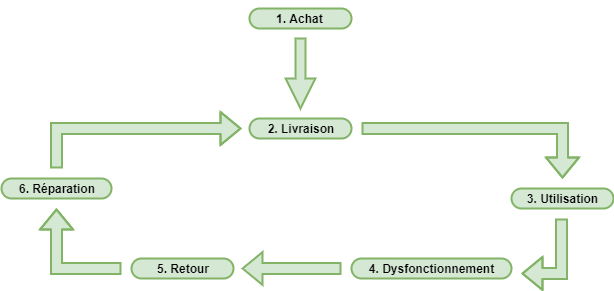 1. Achat
2. Livraison
3. Utilisation
4. Dysfonctionnement
5. Retour
6. Réparation